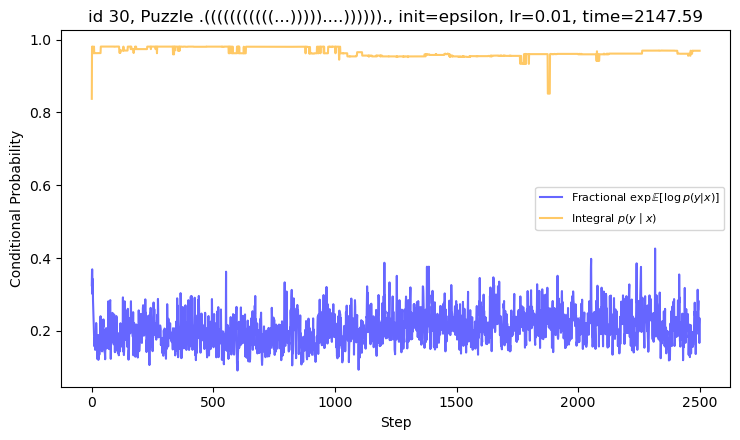 id 30, Puzzle .(((((((((((...)))))....))))))., init=epsilon, lr=0.01, time=2147.59
1.0
0.8
0.6
0.4
0.2
Conditional Probability
Fractional exp𝔼[log p(y|x)]
Integral p(y | x)
0
500
1000
1500
2000
2500
Step